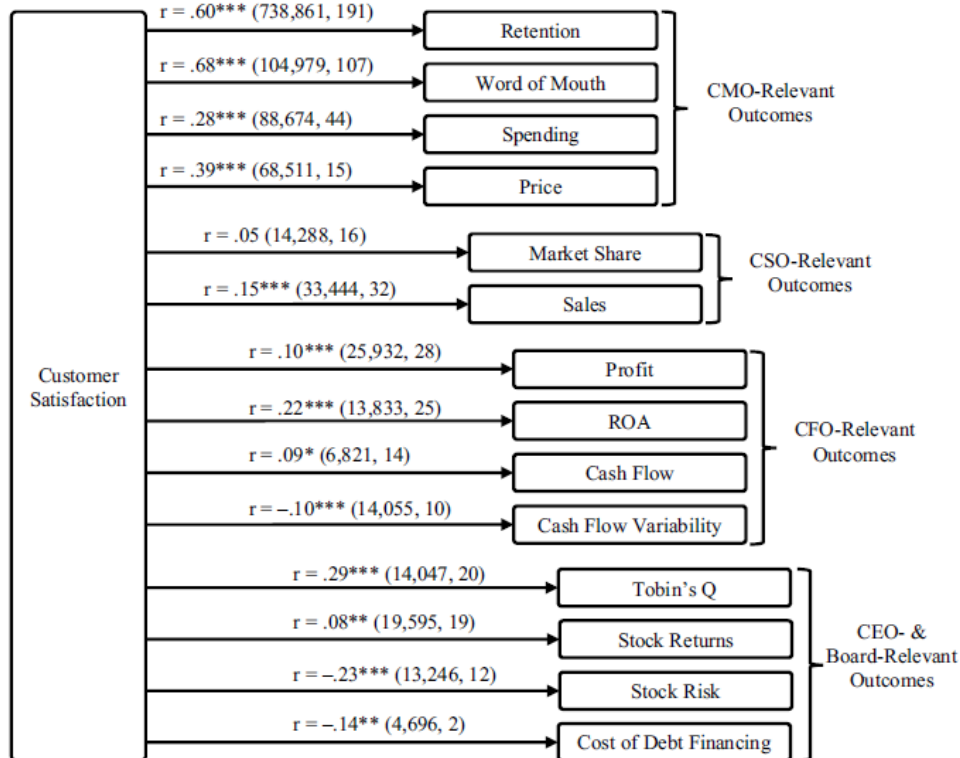 r = .60*** (738,861, 191)
Retention
r = .68*** (104,979, 107)
Word of Mouth
r = .28*** (88,674, 44)
Spending
r = .39*** (68,511, 15)
Price
CMO-Relevant
Outcomes
r = .05 (14,288, 16)
Market Share
r = .15*** (33,444, 32)
Sales
CSO-Relevant
Outcomes
Customer
Satisfaction
r = .10*** (25,932, 28)
Profit
r = .22*** (13,833, 25)
ROA
r = .09* (6,821, 14)
Cash Flow
r = –.10*** (14,055, 10)
Cash Flow Variability
CFO-Relevant
Outcomes
r = .29*** (14,047, 20)
Tobin's Q
r = .08** (19,595, 19)
Stock Returns
r = –.23*** (13,246, 12)
Stock Risk
r = –.14** (4,696, 2)
Cost of Debt Financing
CEO- &
Board-Relevant
Outcomes